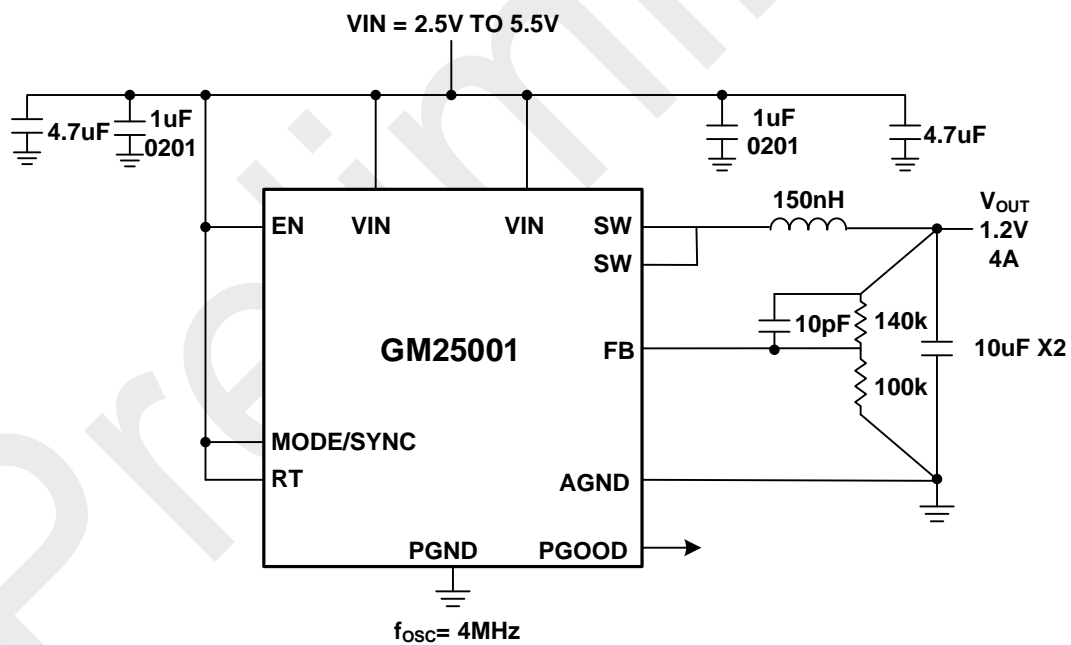 VIN = 2.5V TO 5.5V
4.7uF
1uF
0201
1uF
0201
4.7uF
150nH
VOUT
1.2V
4A
EN
VIN
VIN
SW
SW
10pF
140k
10uF X2
GM25001
FB
100k
MODE/SYNC
RT
AGND
PGND
PGOOD
fOSC= 4MHz